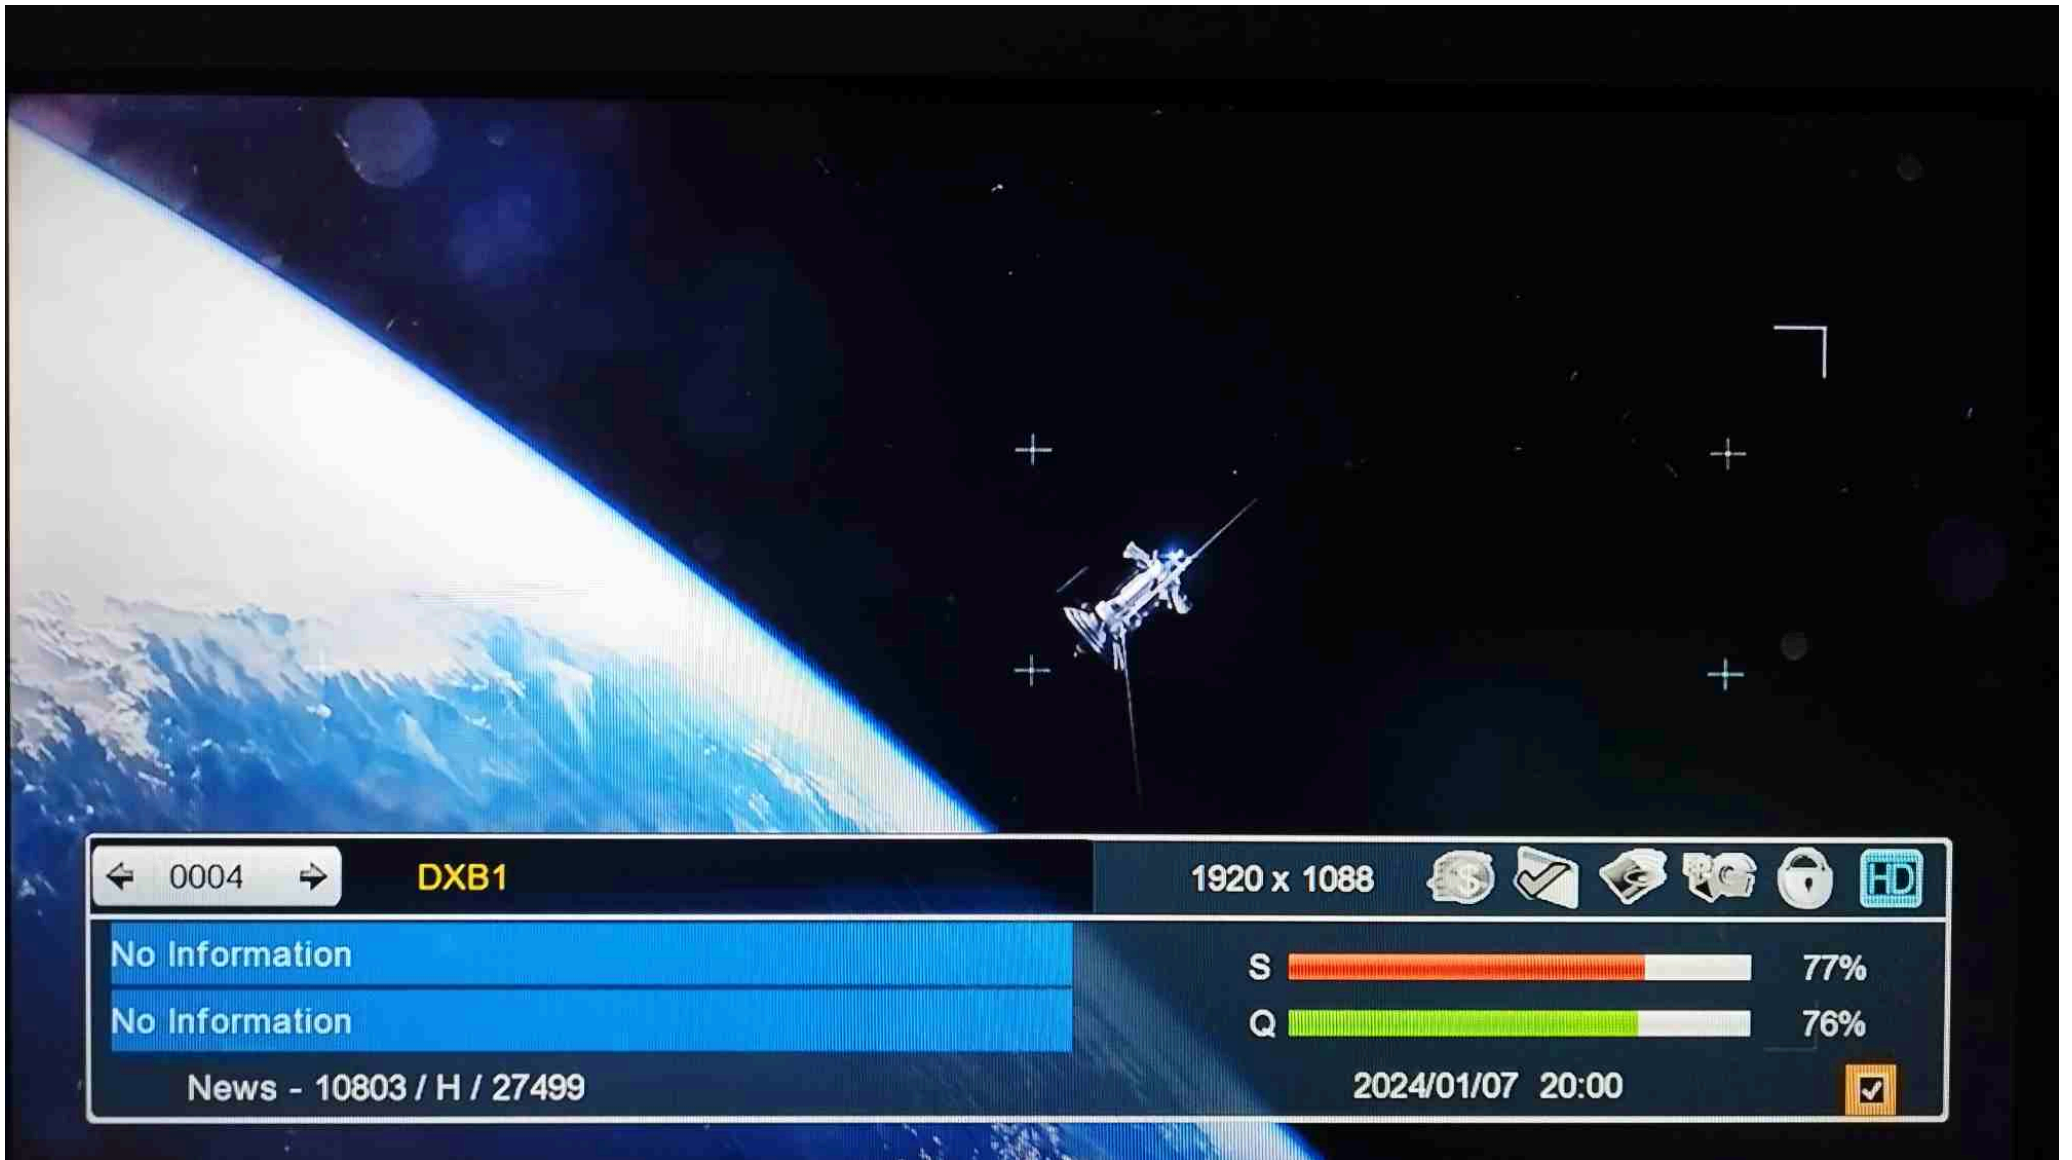 0004 DXB1 1920 x 1088 HD
No Information
S 77%
No Information
Q 76%
News - 10803 / H / 27499 2024/01/07 20:00